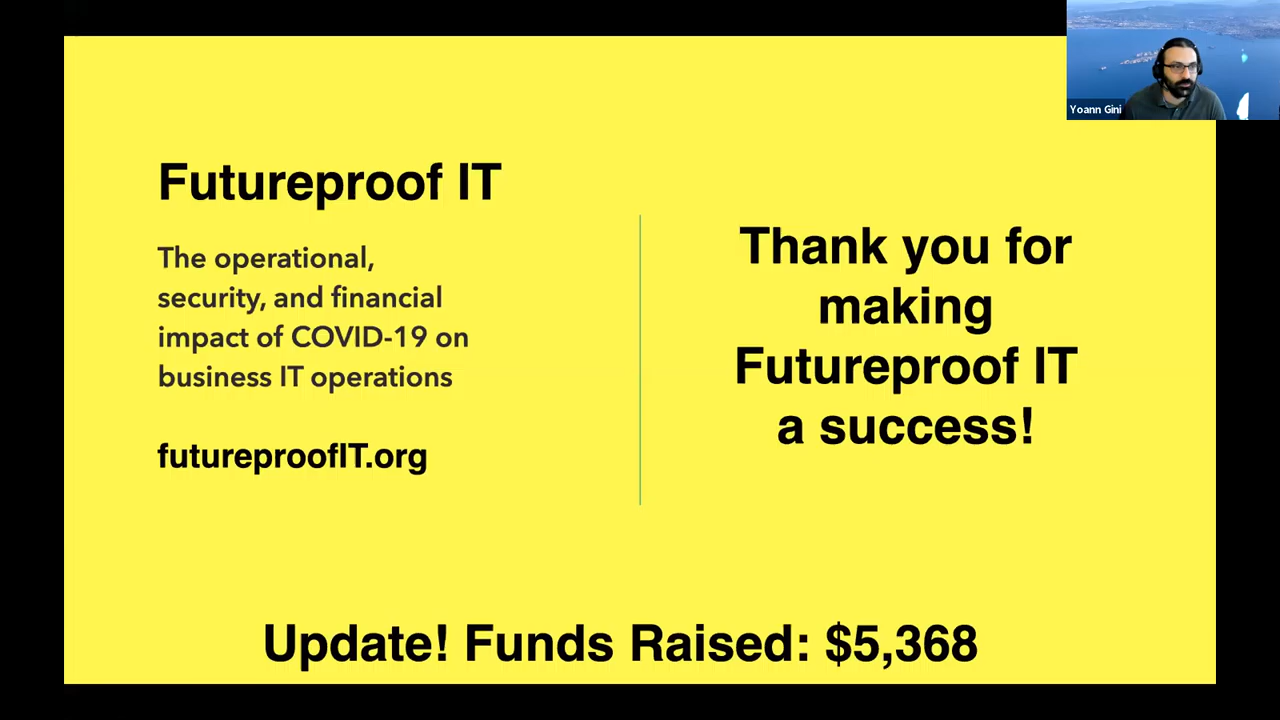 Yoann Gini
Futureproof IT
The operational,
security, and financial
impact of COVID-19 on
business IT operations
futureproofIT.org
Thank you for
making
Futureproof IT
a success!
Update! Funds Raised: $5,368